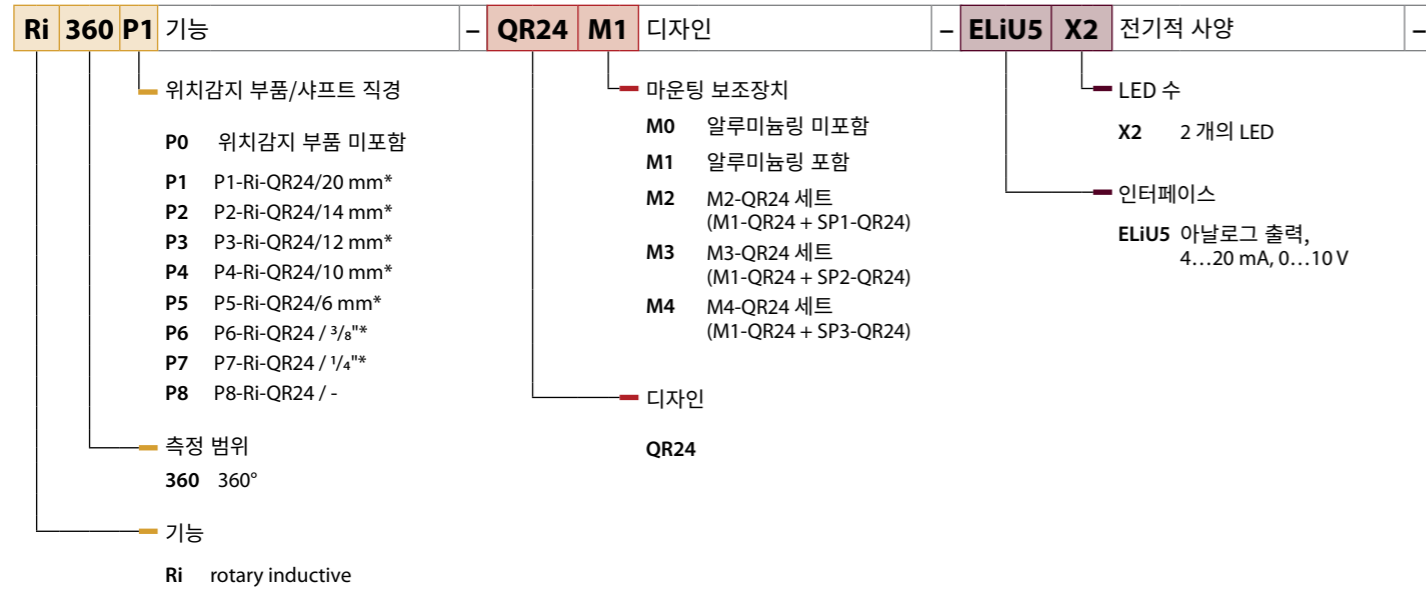 Ri 360 P1 기능 – QR24 M1 디자인 – ELiU5 X2 전기적 사양 –
위치감지 부품/샤프트 직경
P0 위치감지 부품 미포함
P1 P1-Ri-QR24/20 mm*
P2 P2-Ri-QR24/14 mm*
P3 P3-Ri-QR24/12 mm*
P4 P4-Ri-QR24/10 mm*
P5 P5-Ri-QR24/6 mm*
P6 P6-Ri-QR24 / ³/₈"*
P7 P7-Ri-QR24 / ¹/₄"*
P8 P8-Ri-QR24 / -
측정 범위
360 360°
기능
Ri rotary inductive
마운팅 보조장치
M0 알루미늄링 미포함
M1 알루미늄링 포함
M2 M2-QR24 세트
(M1-QR24 + SP1-QR24)
M3 M3-QR24 세트
(M1-QR24 + SP2-QR24)
M4 M4-QR24 세트
(M1-QR24 + SP3-QR24)
디자인
QR24
LED 수
X2 2 개의 LED
인터페이스
ELiU5 아날로그 출력,
4…20 mA, 0…10 V